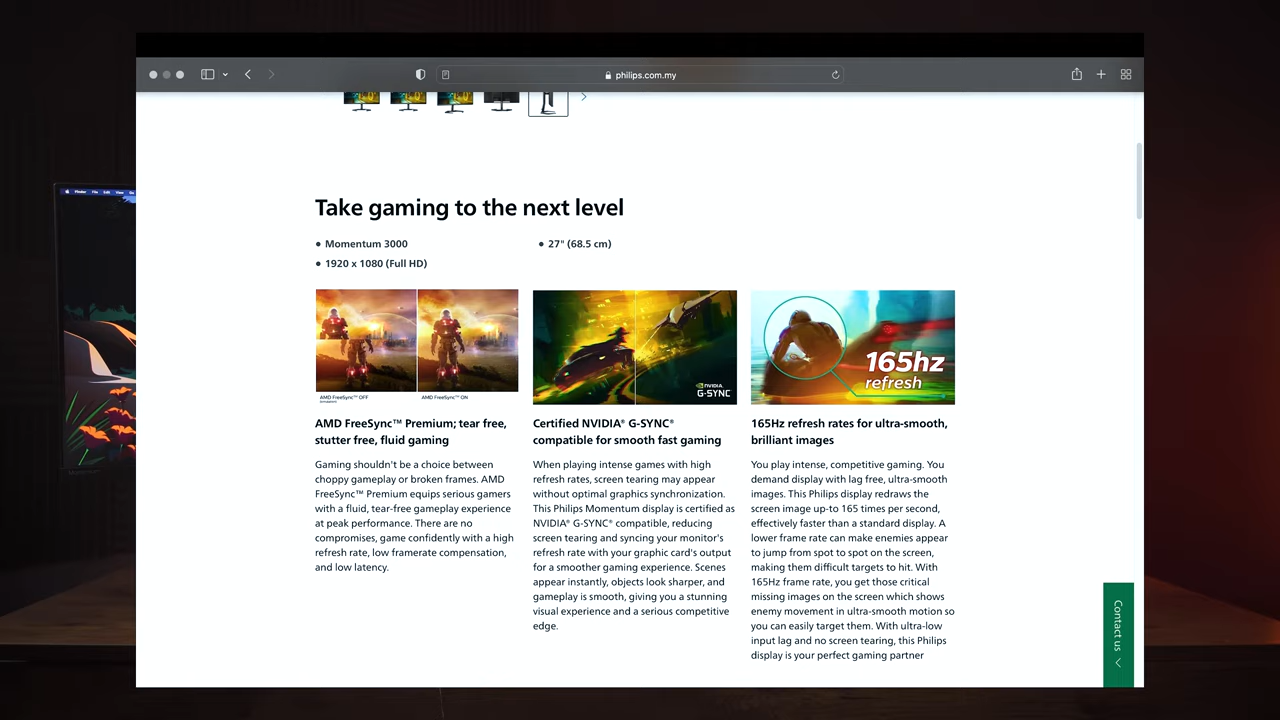 Finder File Edit View Go
philips.com.my
Take gaming to the next level
Momentum 3000
27" (68.5 cm)
1920 x 1080 (Full HD)
AMD FreeSync™ OFF
AMD FreeSync™ ON
NVIDIA.
G-SYNC
165hz
refresh
AMD FreeSync™ Premium; tear free,
stutter free, fluid gaming
Gaming shouldn't be a choice between
choppy gameplay or broken frames. AMD
FreeSync™ Premium equips serious gamers
with a fluid, tear-free gameplay experience
at peak performance. There are no
compromises, game confidently with a high
refresh rate, low framerate compensation,
and low latency.
Certified NVIDIA® G-SYNC®
compatible for smooth fast gaming
When playing intense games with high
refresh rates, screen tearing may appear
without optimal graphics synchronization.
This Philips Momentum display is certified as
NVIDIA® G-SYNC® compatible, reducing
screen tearing and syncing your monitor's
refresh rate with your graphic card's output
for a smoother gaming experience. Scenes
appear instantly, objects look sharper, and
gameplay is smooth, giving you a stunning
visual experience and a serious competitive
edge.
165Hz refresh rates for ultra-smooth,
brilliant images
You play intense, competitive gaming. You
demand display with lag free, ultra-smooth
images. This Philips display redraws the
screen image up-to 165 times per second,
effectively faster than a standard display. A
lower frame rate can make enemies appear
to jump from spot to spot on the screen,
making them difficult targets to hit. With
165Hz frame rate, you get those critical
missing images on the screen which shows
enemy movement in ultra-smooth motion so
you can easily target them. With ultra-low
input lag and no screen tearing, this Philips
display is your perfect gaming partner
Contact us